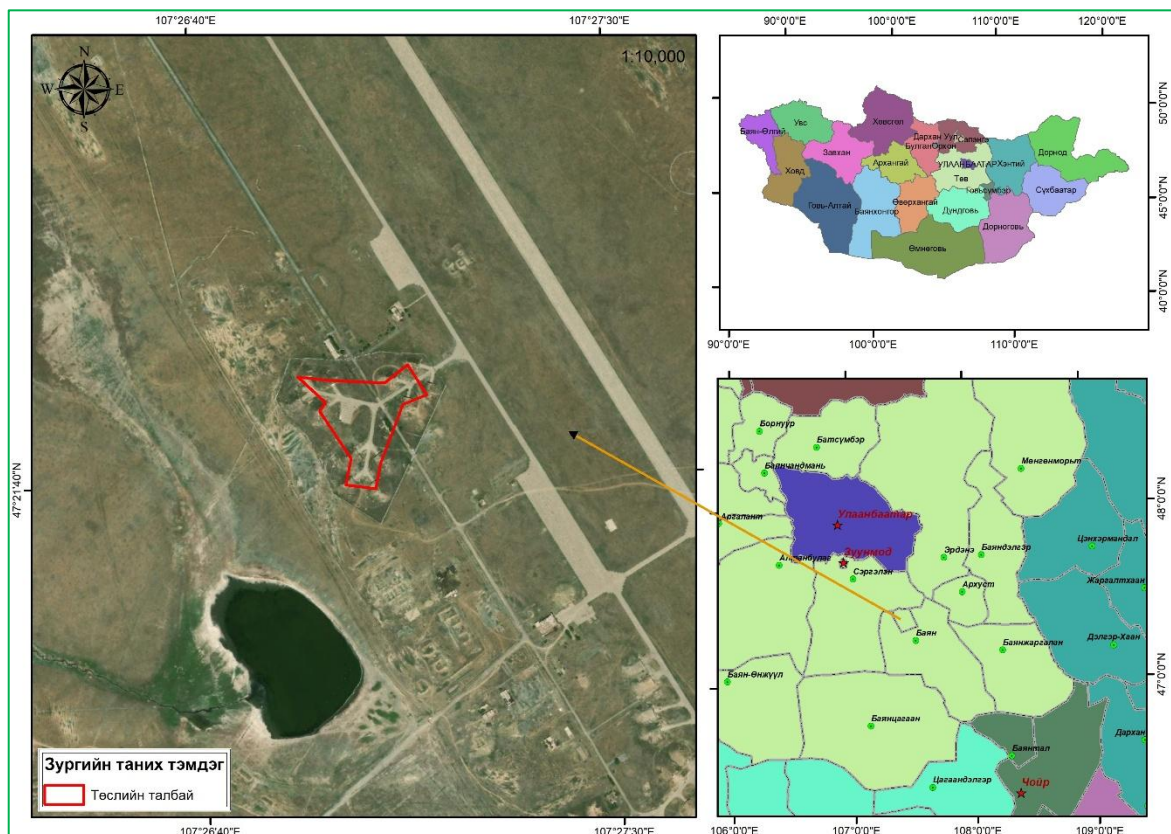 107°26'40"E
107°27'30"E
N
W
E
S
1:10,000
47°21'40"N
47°21'40"N
Зургийн таних тэмдэг
Төслийн талбай
107°26'40"E
107°27'30"E
90°0'0"E
100°0'0"E
110°0'0"E
120°0'0"E
50°0'0"N
45°0'0"N
40°0'0"N
Баян-Өлгий
Увс
Хөвсгөл
Дархан Уул
Сэлэнгэ
Булган
Орхон
Завхан
Архангай
УЛААНБААТАР
Хэнтий
Дорнод
Ховд
Төв
Говьсүмбэр
Сүхбаатар
Говь-Алтай
Баянхонгор
Өвөрхангай
Дундговь
Дорноговь
Өмнөговь
90°0'0"E
100°0'0"E
110°0'0"E
Борнуур
Батсүмбэр
Баянчандмань
Мөнгөнморьт
Аргалант
Улаанбаатар
Цэнхэрмандал
Зуунмод
Алтанбулаг
Сэргэлэн
Эрдэнэ
Баяндэлгэр
Архуст
Жаргалтхаан
Баян
Баянжаргалан
Дэлгэр-Хаан
Баян-Өнжүүл
Баянцагаан
Дархан
Баянтал
Цагаандэлгэр
Чойр
48°0'0"N
47°0'0"N
106°0'0"E
107°0'0"E
108°0'0"E
109°0'0"E